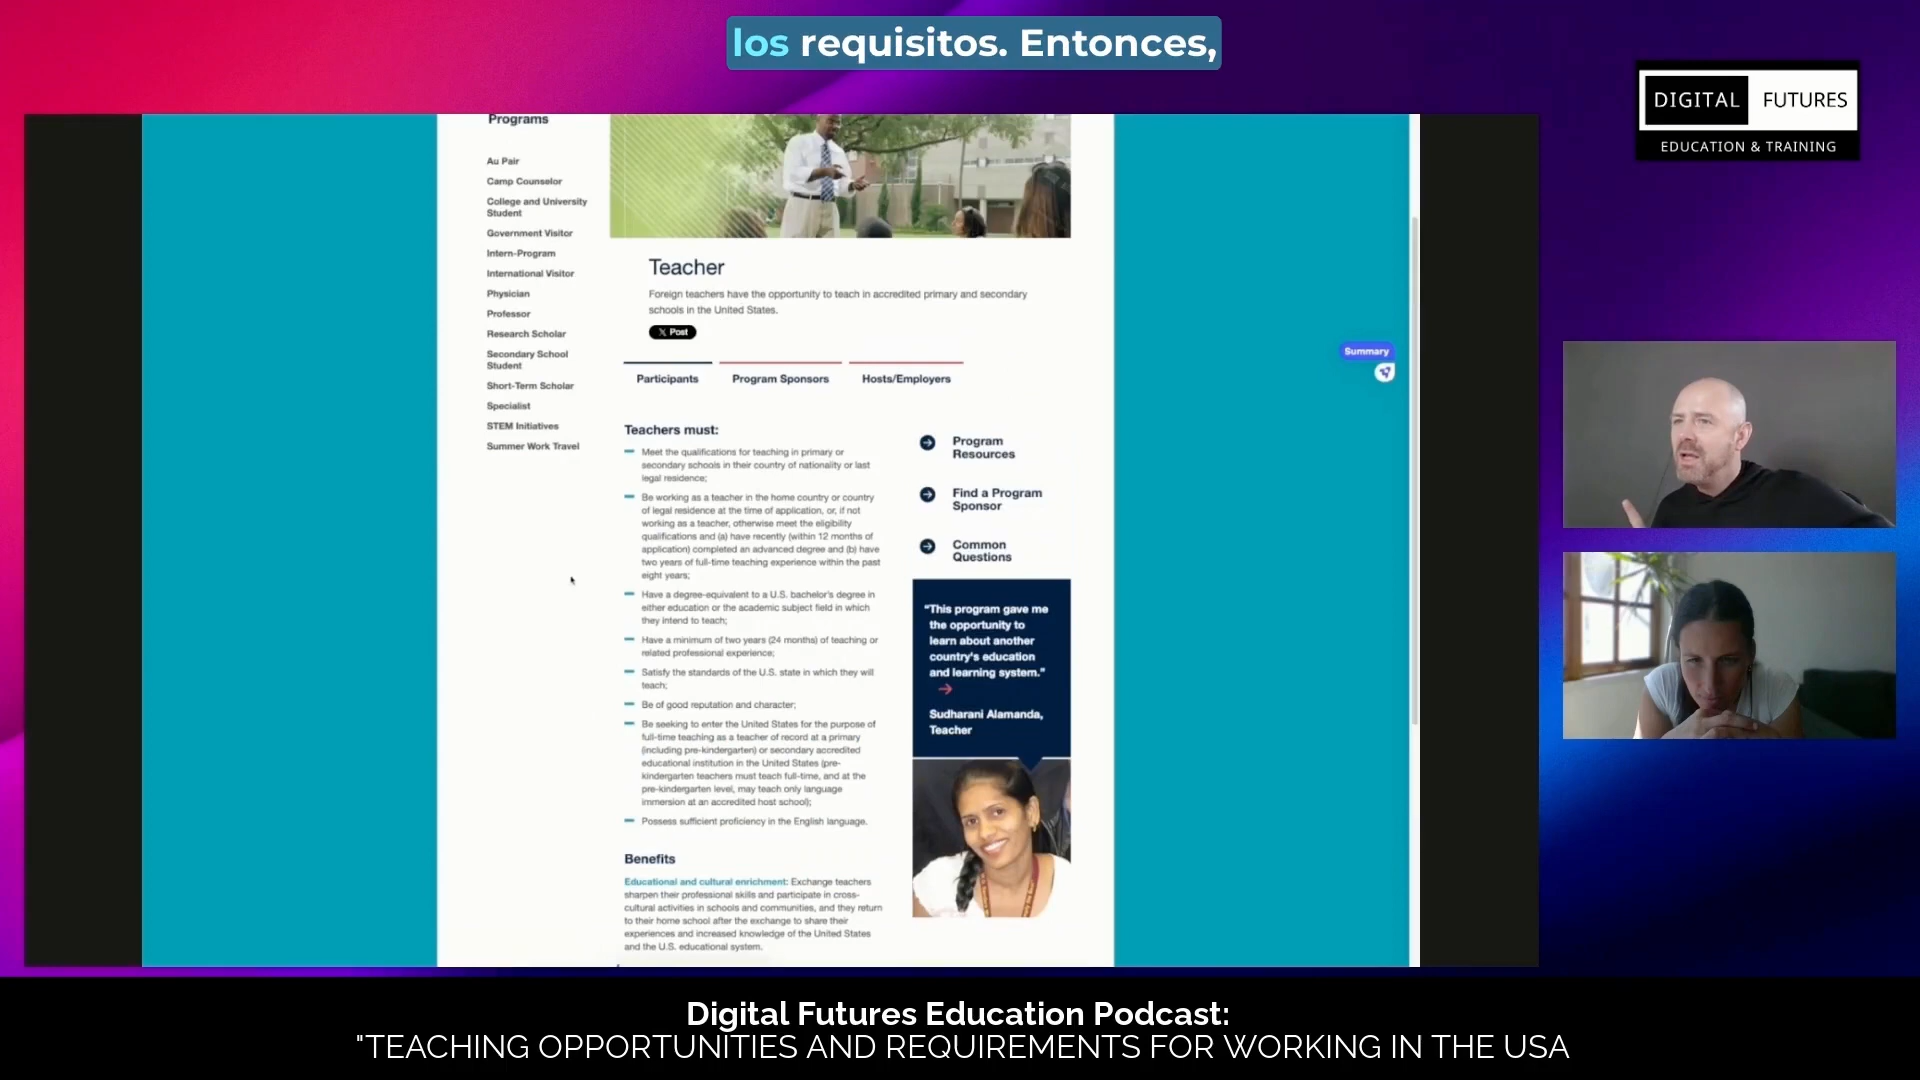 los requisitos. Entonces,
DIGITAL FUTURES
EDUCATION & TRAINING
Programs
Au Pair
Camp Counselor
College and University
Student
Government Visitor
Intern-Program
International Visitor
Physician
Professor
Research Scholar
Secondary School
Student
Short-Term Scholar
Specialist
STEM Initiatives
Summer Work Travel
Teacher
Foreign teachers have the opportunity to teach in accredited primary and secondary
schools in the United States.
X Post
Participants
Program Sponsors
Hosts/Employers
Summary
Teachers must:
Meet the qualifications for teaching in primary or
secondary schools in their country of nationality or last
legal residence;
Be working as a teacher in the home country or country
of legal residence at the time of application, or, if not
working as a teacher, otherwise meet the eligibility
qualifications and (a) have recently (within 12 months of
application) completed an advanced degree and (b) have
two years of full-time teaching experience within the past
eight years;
Have a degree-equivalent to a U.S. bachelor's degree in
either education or the academic subject field in which
they intend to teach;
Have a minimum of two years (24 months) of teaching or
related professional experience;
Satisfy the standards of the U.S. state in which they will
teach;
Be of good reputation and character;
Be seeking to enter the United States for the purpose of
full-time teaching as a teacher of record at a primary
(including pre-kindergarten) or secondary accredited
educational institution in the United States (pre-
kindergarten teachers must teach full-time, and at the
pre-kindergarten level, may teach only language
immersion at an accredited host school);
Possess sufficient proficiency in the English language.
Benefits
Educational and cultural enrichment: Exchange teachers
sharpen their professional skills and participate in cross-
cultural activities in schools and communities, and they return
to their home school after the exchange to share their
experiences and increased knowledge of the United States
and the U.S. educational system.
Program
Resources
Find a Program
Sponsor
Common
Questions
"This program gave me
the opportunity to
learn about another
country's education
and learning system."
Sudharani Alamanda,
Teacher
Digital Futures Education Podcast:
"TEACHING OPPORTUNITIES AND REQUIREMENTS FOR WORKING IN THE USA